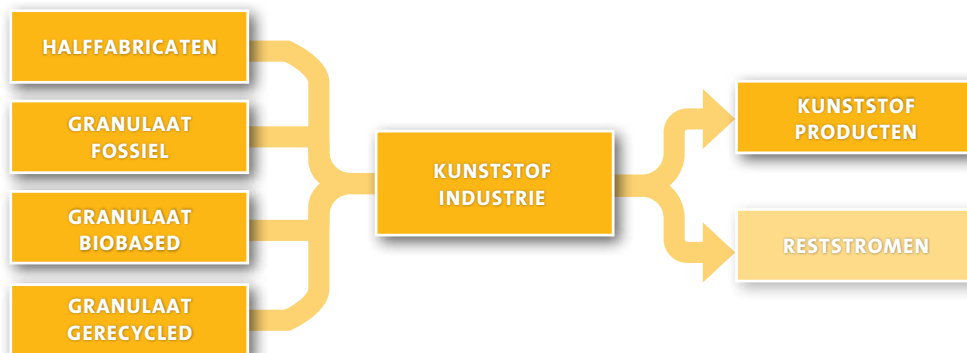 HALFFABRICATEN
GRANULAAT
FOSSIEL
GRANULAAT
BIOBASED
GRANULAAT
GERECYCLED
KUNSTSTOF
INDUSTRIE
KUNSTSTOF
PRODUCTEN
RESTSTROMEN